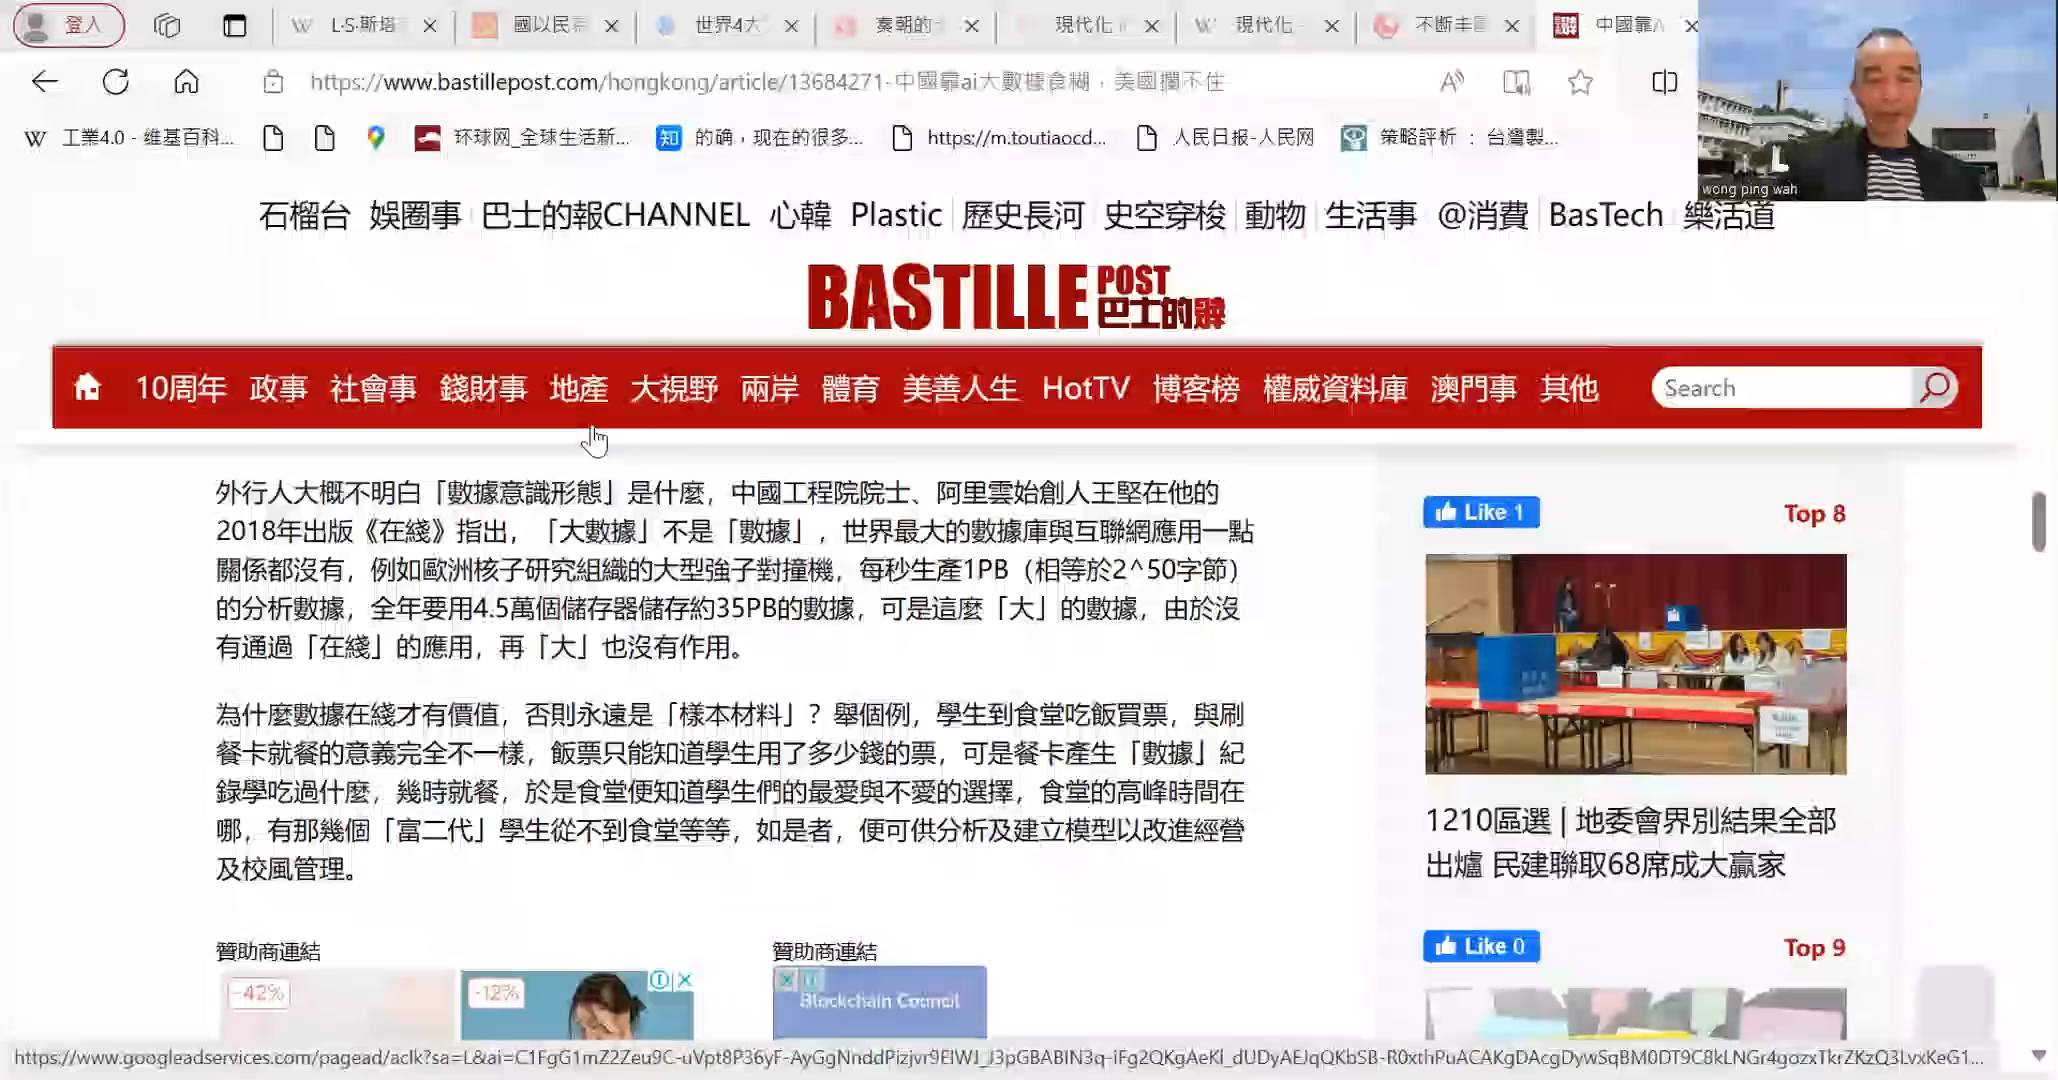 登入
L·S·斯塔
國以民
世界4大
秦朝的
現代化
現代化 -
不断丰
中國靠A
https://www.bastillepost.com/hongkong/article/13684271-中國靠ai大數據食糊，美國攔不住
工業4.0 - 维基百科...
环球网_全球生活新...
知
的确，现在的很多...
https://m.toutiaocd...
人民日报-人民网
策略評析 ： 台灣製...
wong ping wah
石榴台 娛圈事 巴士的報CHANNEL 心韓 Plastic 歷史長河 史空穿梭 動物 生活事 @消費 BasTech 樂活道
BASTILLE POST 巴士的報
10周年 政事 社會事 錢財事 地產 大視野 兩岸 體育 美善人生 HotTV 博客榜 權威資料庫 澳門事 其他 Search
外行人大概不明白「數據意識形態」是什麼，中國工程院院士、阿里雲始創人王堅在他的
2018年出版《在綫》指出，「大數據」不是「數據」，世界最大的數據庫與互聯網應用一點
關係都沒有，例如歐洲核子研究組織的大型強子對撞機，每秒生產1PB（相等於2^50字節）
的分析數據，全年要用4.5萬個儲存器儲存約35PB的數據，可是這麼「大」的數據，由於沒
有通過「在綫」的應用，再「大」也沒有作用。
為什麼數據在綫才有價值，否則永遠是「樣本材料」？舉個例，學生到食堂吃飯買票，與刷
餐卡就餐的意義完全不一樣，飯票只能知道學生用了多少錢的票，可是餐卡產生「數據」紀
錄學吃過什麼，幾時就餐，於是食堂便知道學生們的最愛與不愛的選擇，食堂的高峰時間在
哪，有那幾個「富二代」學生從不到食堂等等，如是者，便可供分析及建立模型以改進經營
及校風管理。
贊助商連結
贊助商連結
-42%
-12%
Blockchain Council
Like 1
Top 8
1210區選 | 地委會界別結果全部
出爐 民建聯取68席成大贏家
Like 0
Top 9